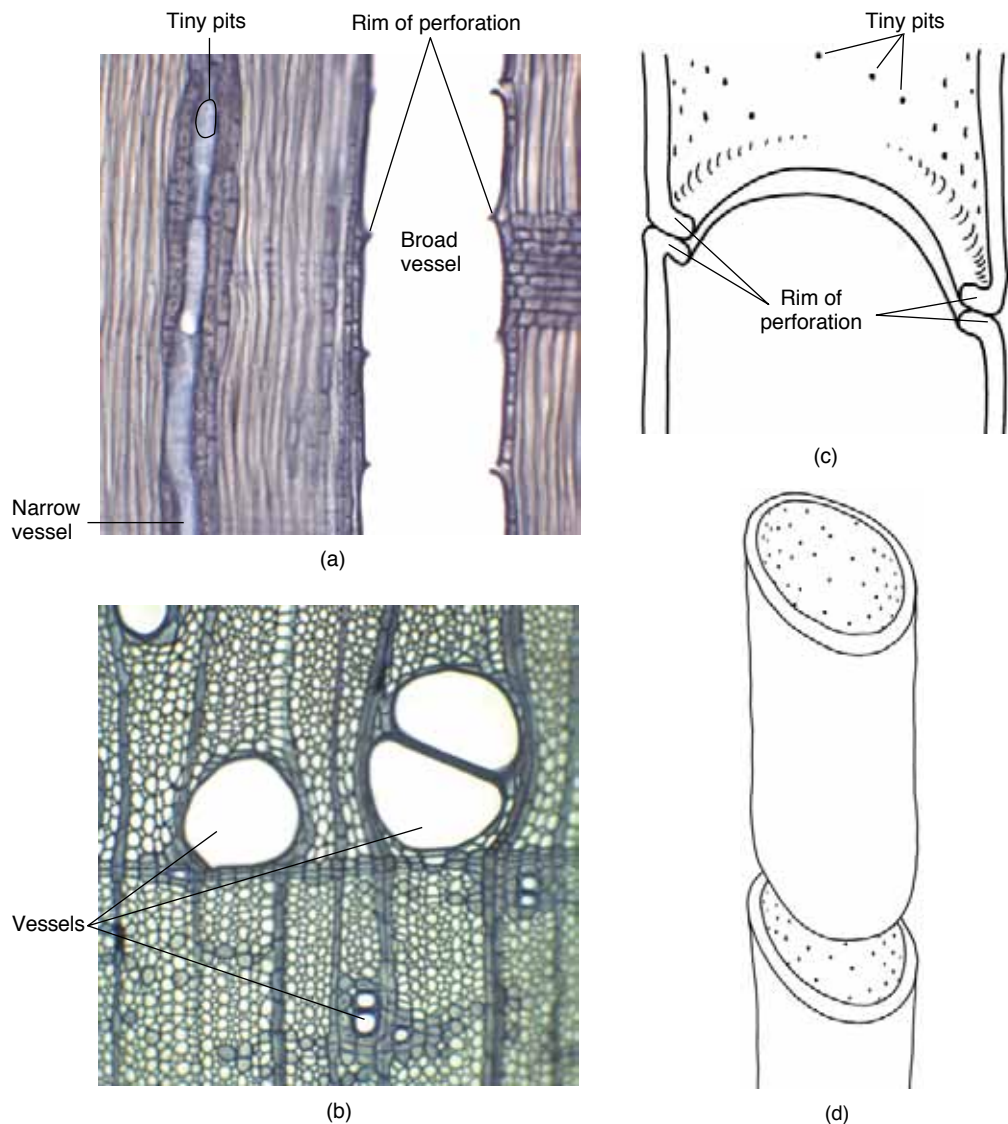 Tiny pits
Rim of perforation
Broad
vessel
Narrow
vessel
(a)
Tiny pits
Rim of
perforation
(c)
Vessels
(b)
(d)